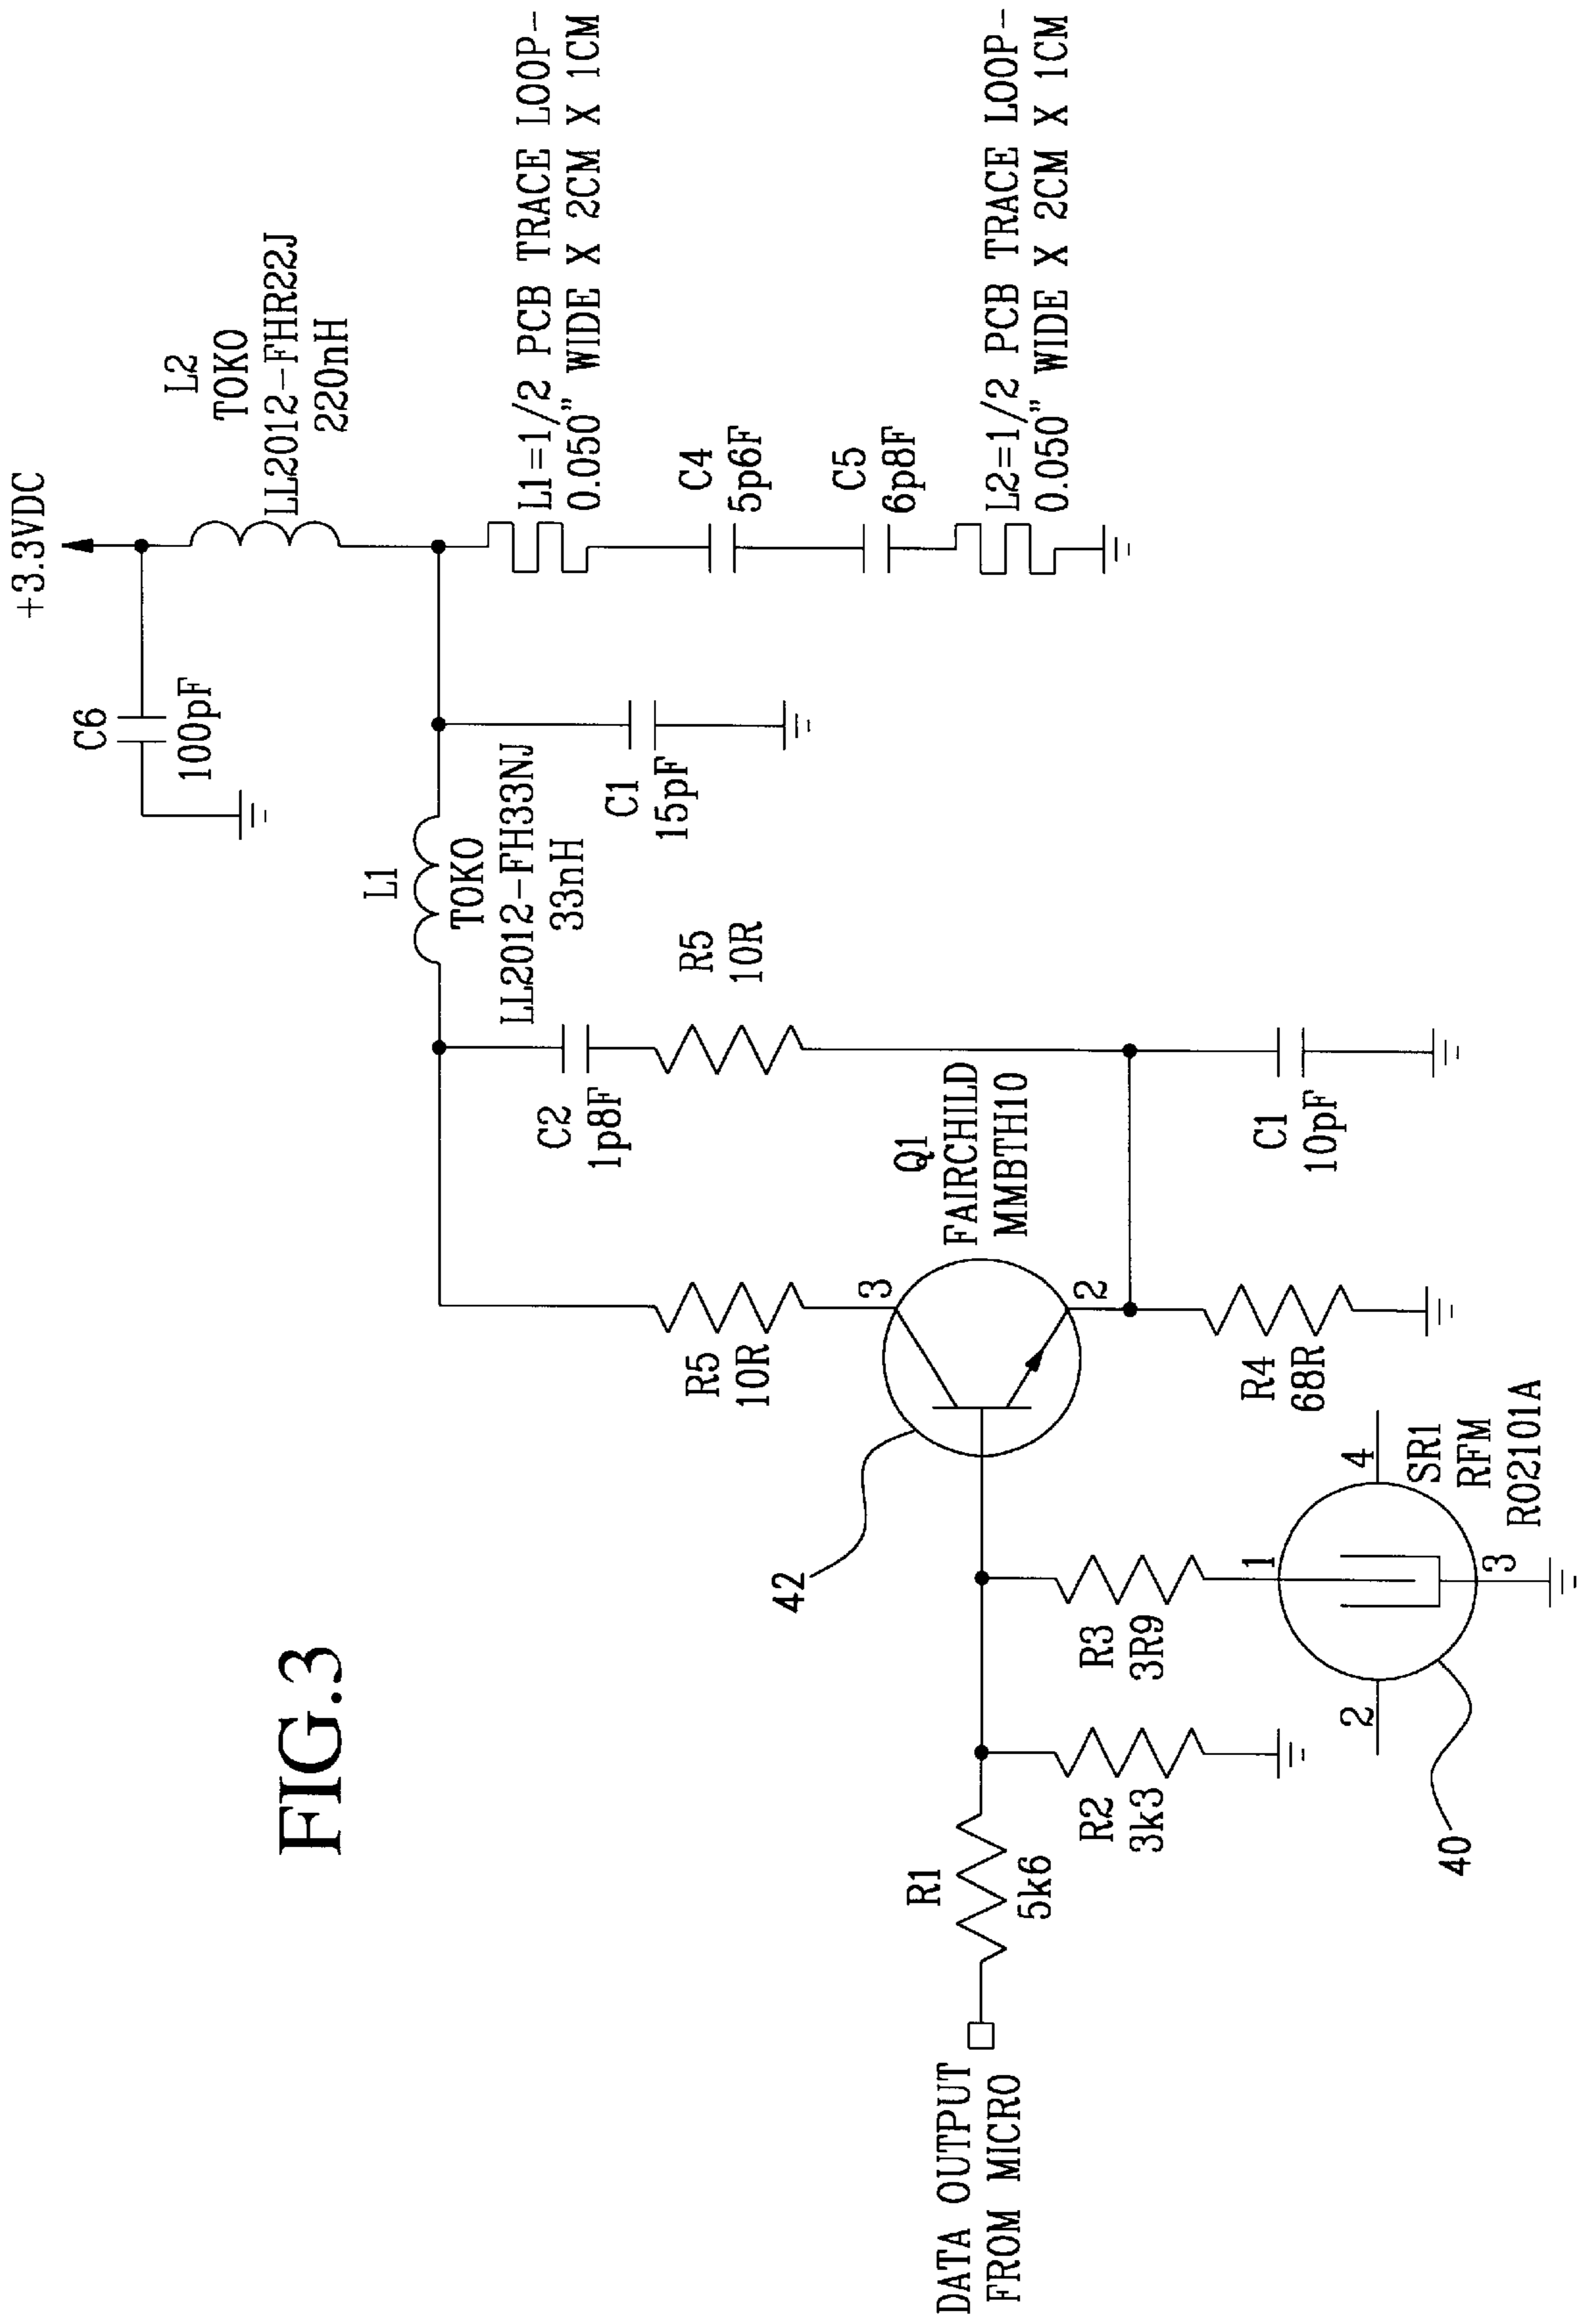 FIG.3
+3.3VDC
C6
100pF
L2
TOKO
LL2012-FHR22J
220nH
L1
TOKO
LL2012-FH33NJ
33nH
C1
15pF
L1=1/2 PCB TRACE LOOP-
0.050" WIDE X 2CM X 1CM
C4
5p6F
C5
6p8F
L2=1/2 PCB TRACE LOOP-
0.050" WIDE X 2CM X 1CM
C2
1p8F
R5
10R
R5
10R
Q1
FAIRCHILD
MMBTH10
3
2
42
C1
10pF
R4
68R
DATA OUTPUT
FROM MICRO
R1
5k6
R2
3k3
R3
3R9
1
2
3
4
SR1
RFM
RO2101A
40